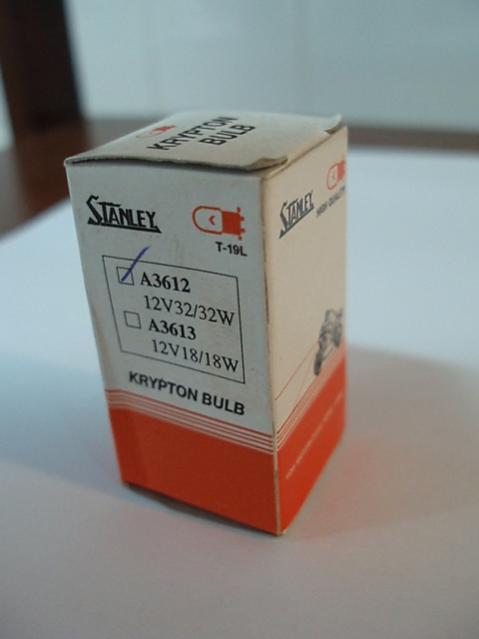 KRYPTON
BULB
STANLEY
T-19L
A3612
12V32/32W
A3613
12V18/18W
KRYPTON BULB
STANLEY
HIGH QUALITY